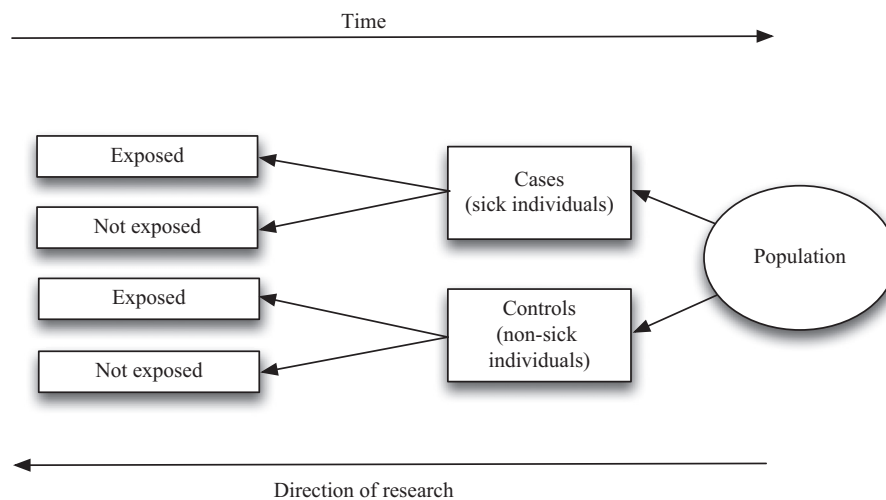 Time
Exposed
Not exposed
Exposed
Not exposed
Cases
(sick individuals)
Controls
(non-sick
individuals)
Population
Direction of research